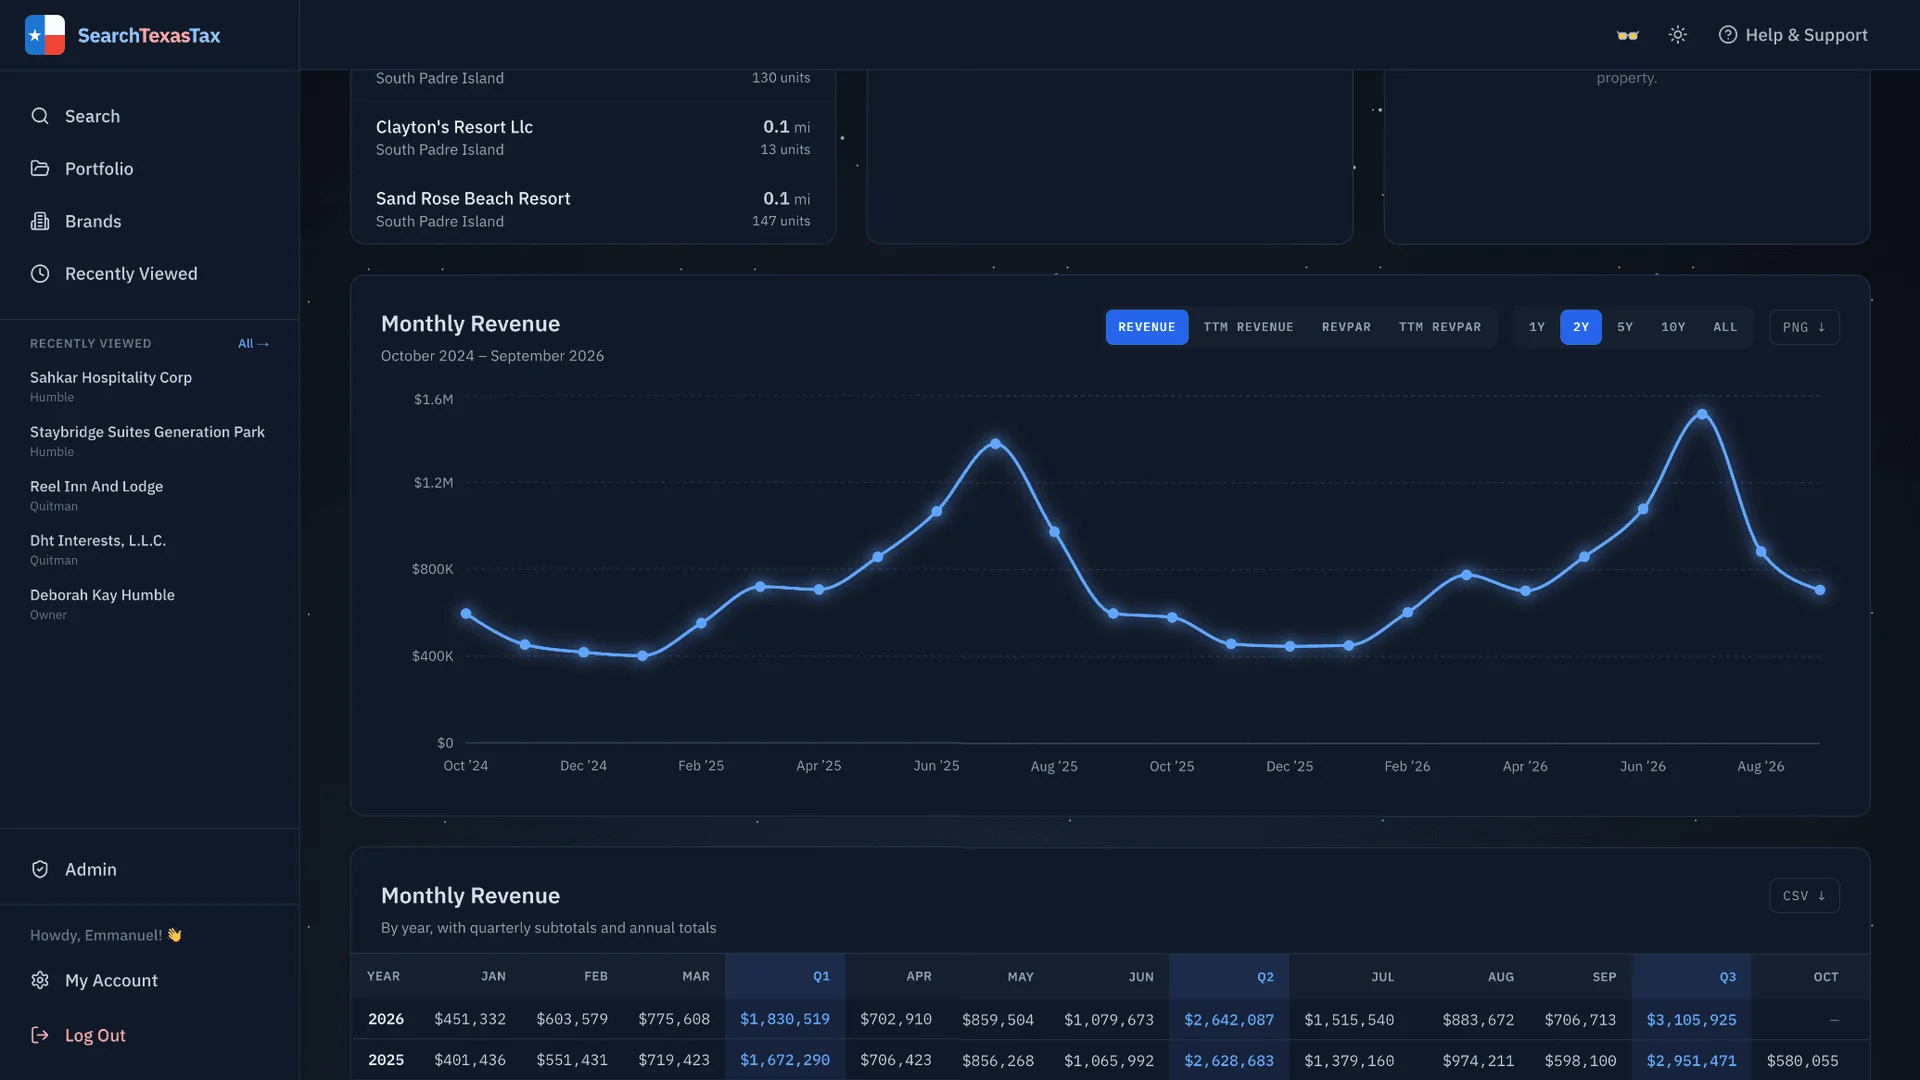 SearchTexasTax
Help & Support
Search
Portfolio
Brands
Recently Viewed
RECENTLY VIEWED All →
Sahkar Hospitality Corp
Humble
Staybridge Suites Generation Park
Humble
Reel Inn And Lodge
Quitman
Dht Interests, L.L.C.
Quitman
Deborah Kay Humble
Owner
Admin
Howdy, Emmanuel! 👋
My Account
Log Out
South Padre Island 130 units
Clayton's Resort Llc 0.1 mi
South Padre Island 13 units
Sand Rose Beach Resort 0.1 mi
South Padre Island 147 units
property.
Monthly Revenue
October 2024 – September 2026
REVENUE TTM REVENUE REVPAR TTM REVPAR 1Y 2Y 5Y 10Y ALL PNG ↓
$1.6M
$1.2M
$800K
$400K
$0
Oct ’24 Dec ’24 Feb ’25 Apr ’25 Jun ’25 Aug ’25 Oct ’25 Dec ’25 Feb ’26 Apr ’26 Jun ’26 Aug ’26
Monthly Revenue
By year, with quarterly subtotals and annual totals
CSV ↓
YEAR JAN FEB MAR Q1 APR MAY JUN Q2 JUL AUG SEP Q3 OCT
2026 $451,332 $603,579 $775,608 $1,830,519 $702,910 $859,504 $1,079,673 $2,642,087 $1,515,540 $883,672 $706,713 $3,105,925 —
2025 $401,436 $551,431 $719,423 $1,672,290 $706,423 $856,268 $1,065,992 $2,628,683 $1,379,160 $974,211 $598,100 $2,951,471 $580,055